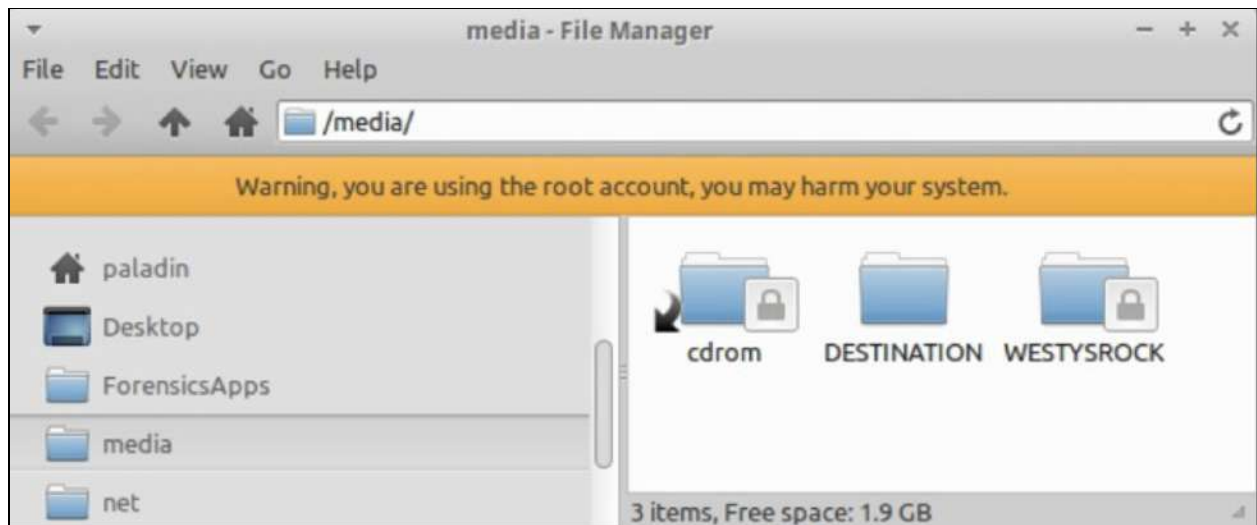 media - File Manager
File Edit View Go Help
/media/
Warning, you are using the root account, you may harm your system.
paladin
Desktop
ForensicsApps
media
net
cdrom DESTINATION WESTYSROCK
3 items, Free space: 1.9 GB